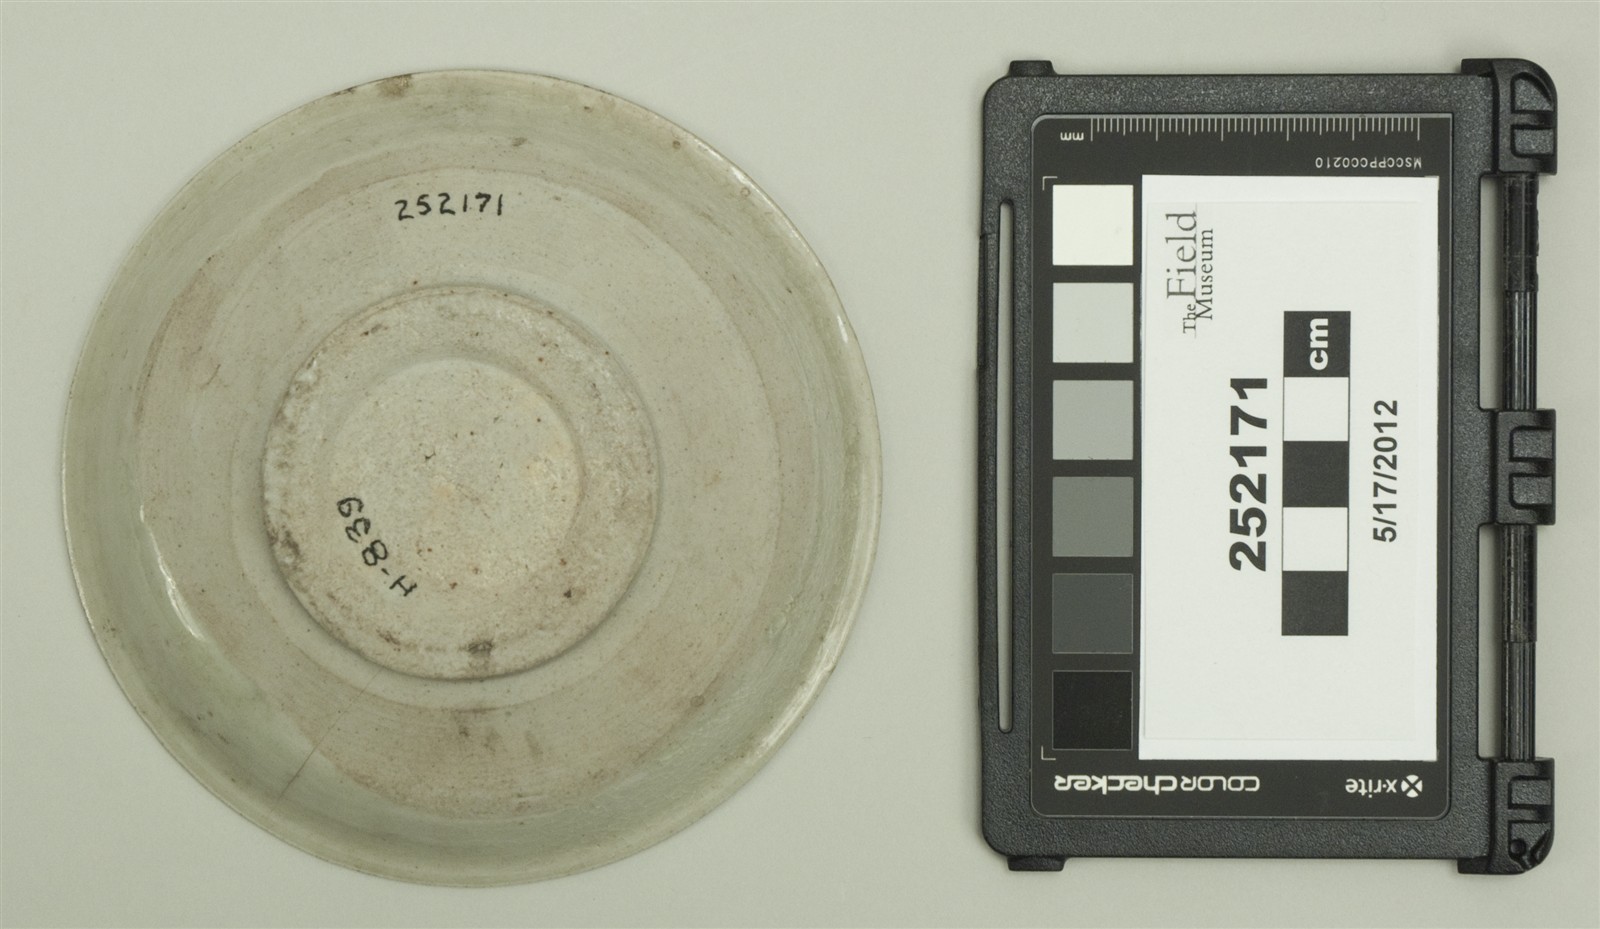 252171
H-839
mm
MSCCPPCC0210
The Field
Museum
252171
cm
5/17/2012
COLORchecker
x-rite